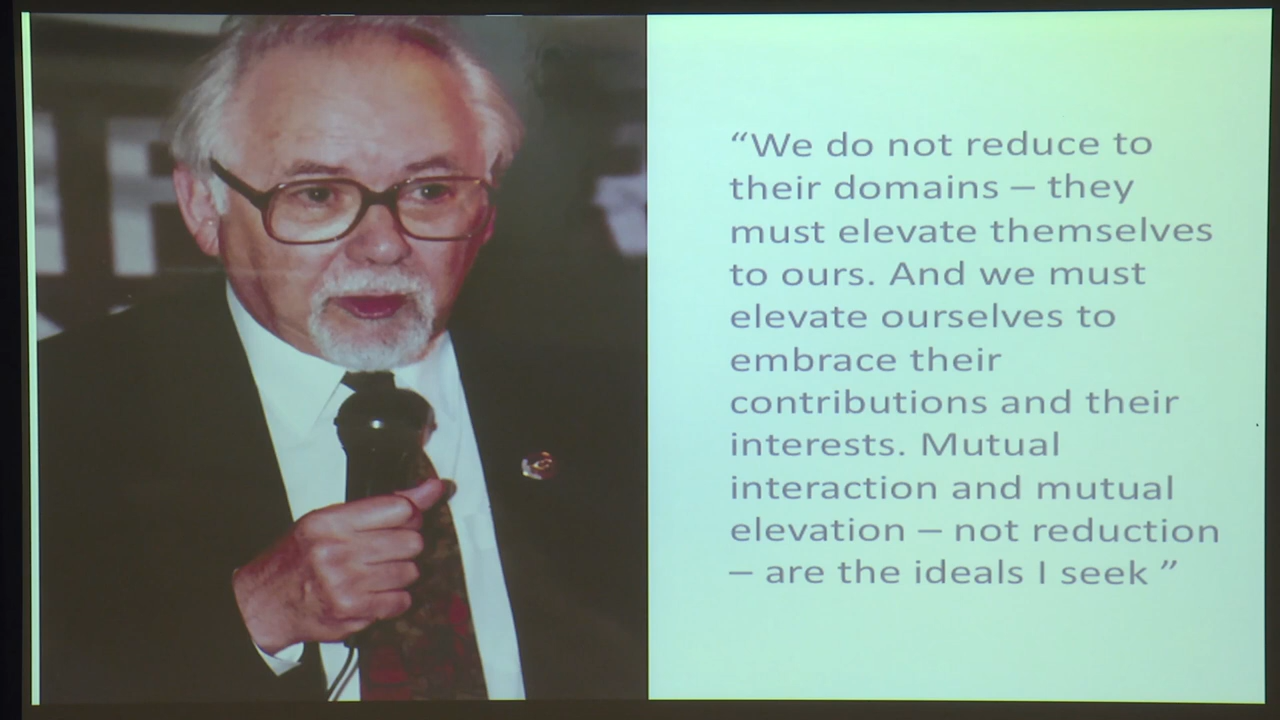 “We do not reduce to
their domains – they
must elevate themselves
to ours. And we must
elevate ourselves to
embrace their
contributions and their
interests. Mutual
interaction and mutual
elevation – not reduction
– are the ideals I seek ”